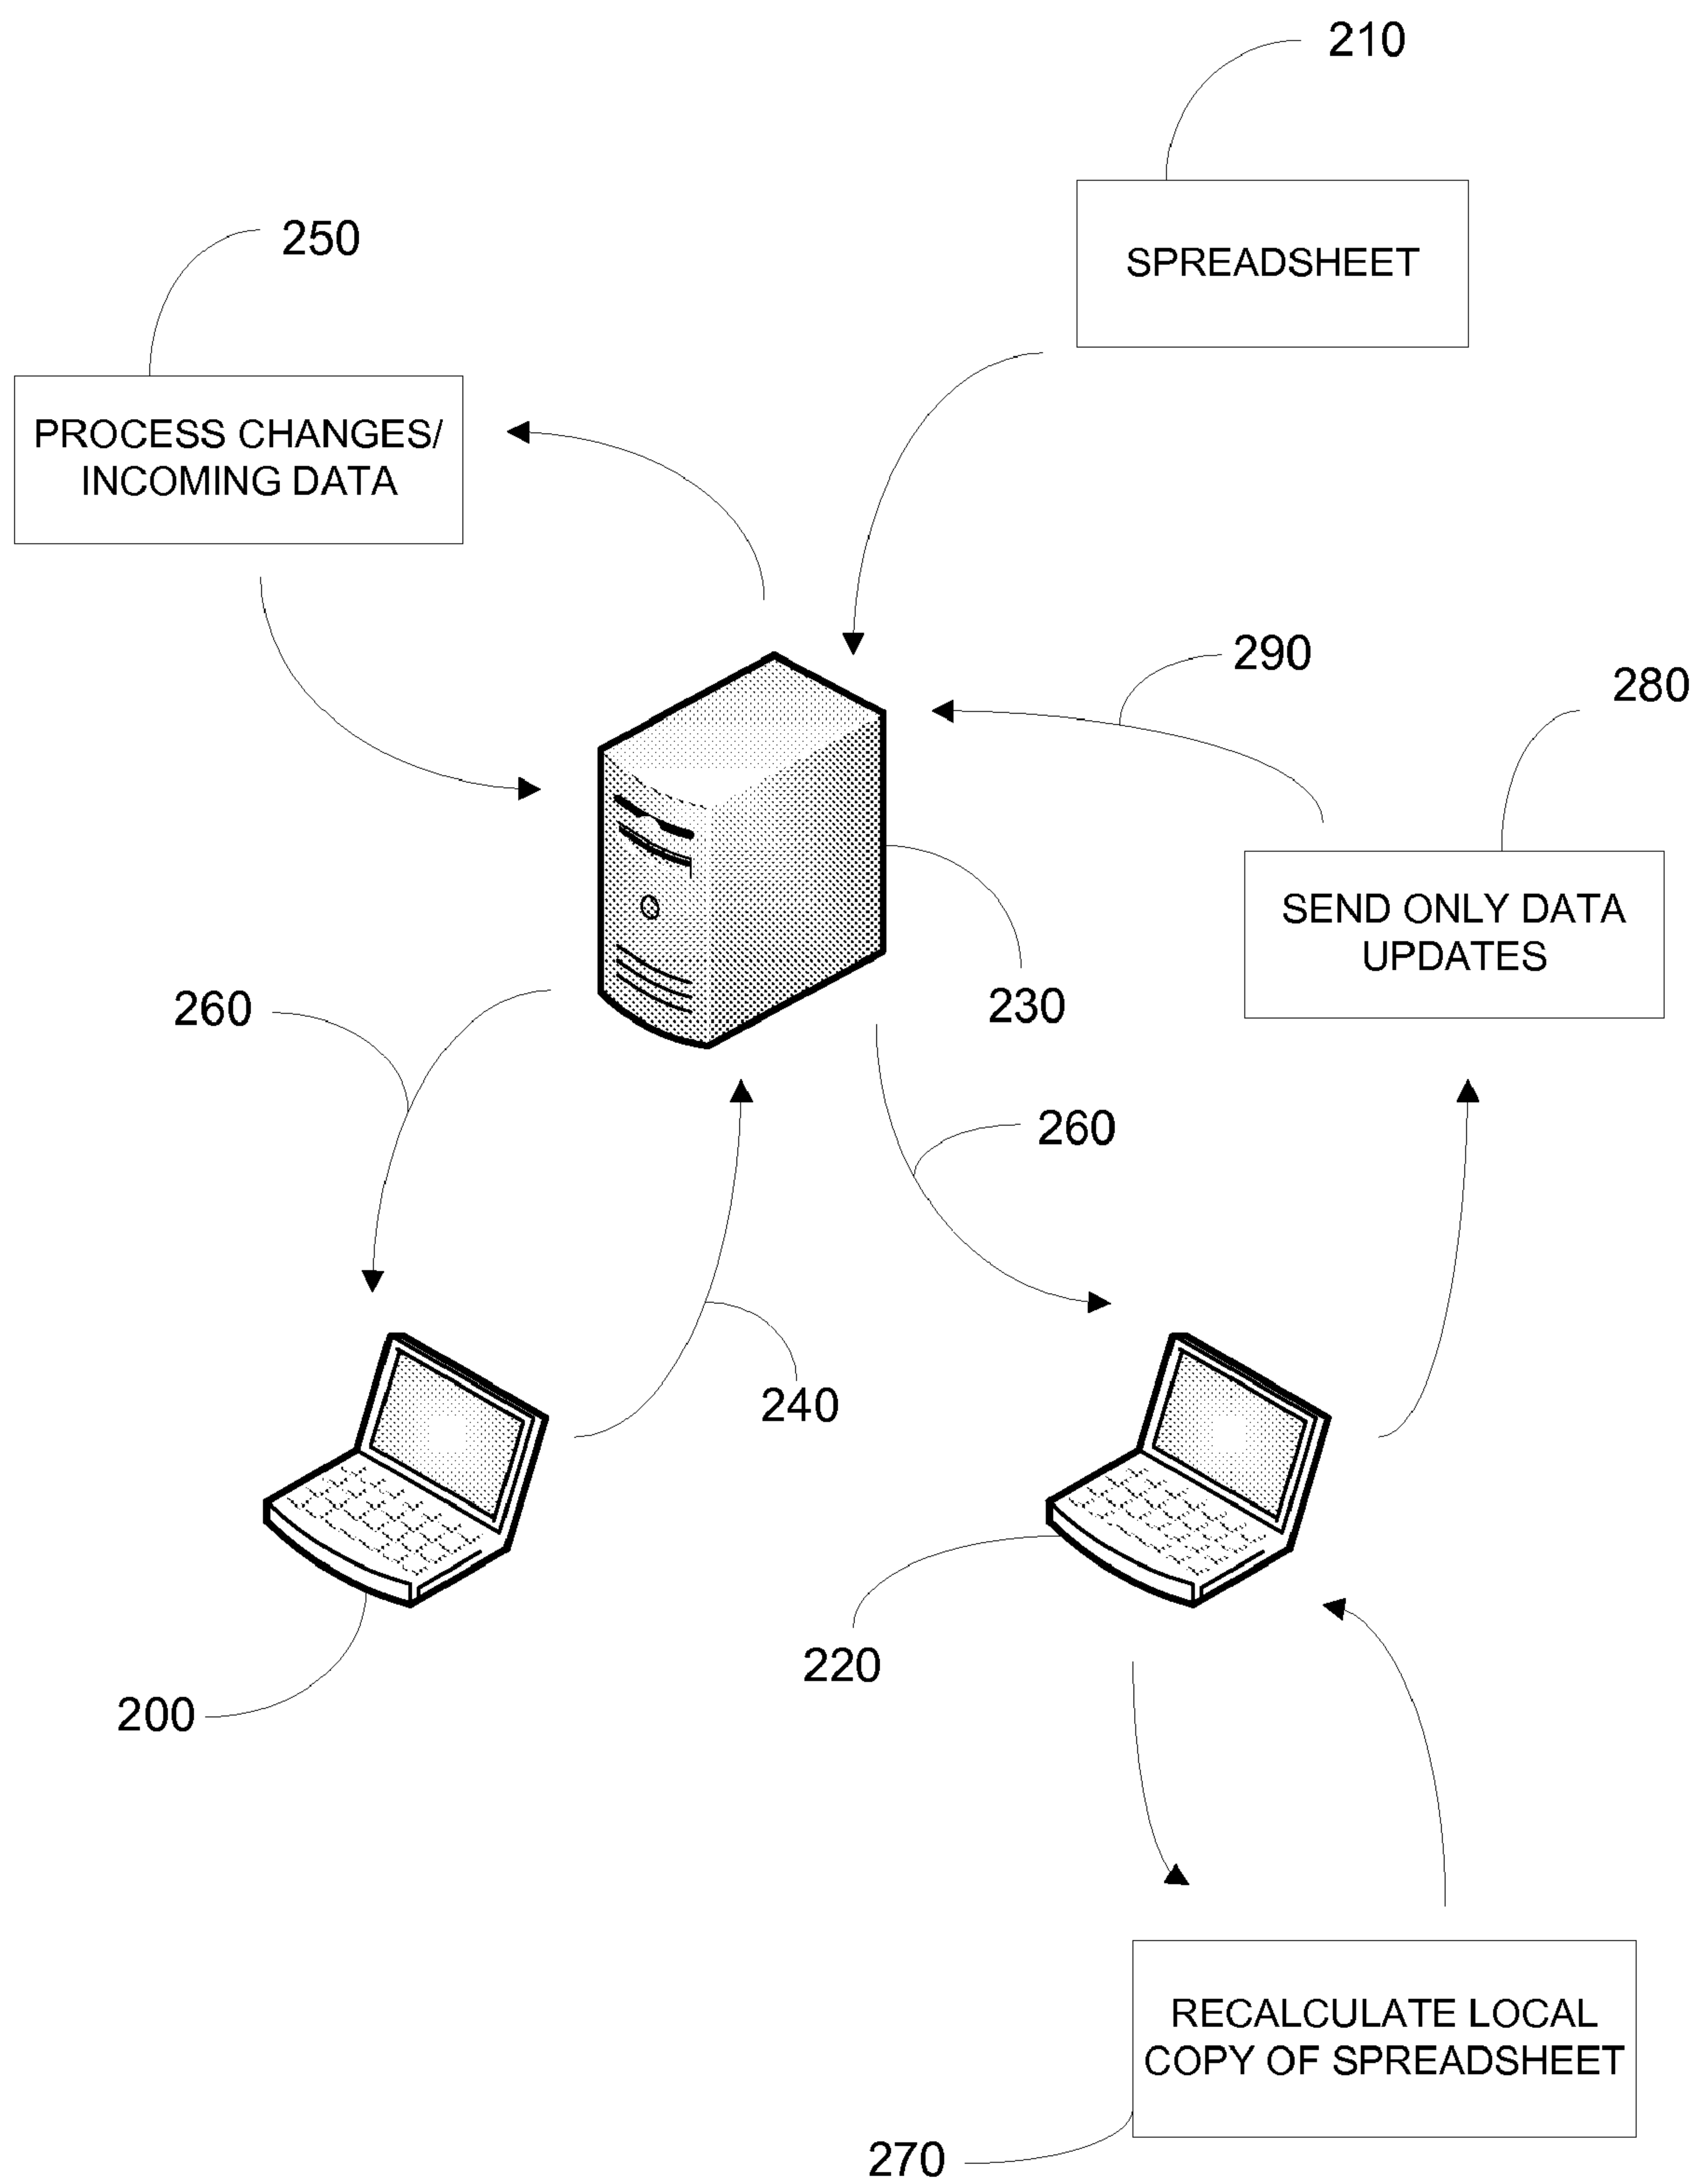 210
SPREADSHEET
250
PROCESS CHANGES/
INCOMING DATA
290
280
SEND ONLY DATA
UPDATES
230
260
260
240
220
200
RECALCULATE LOCAL
COPY OF SPREADSHEET
270